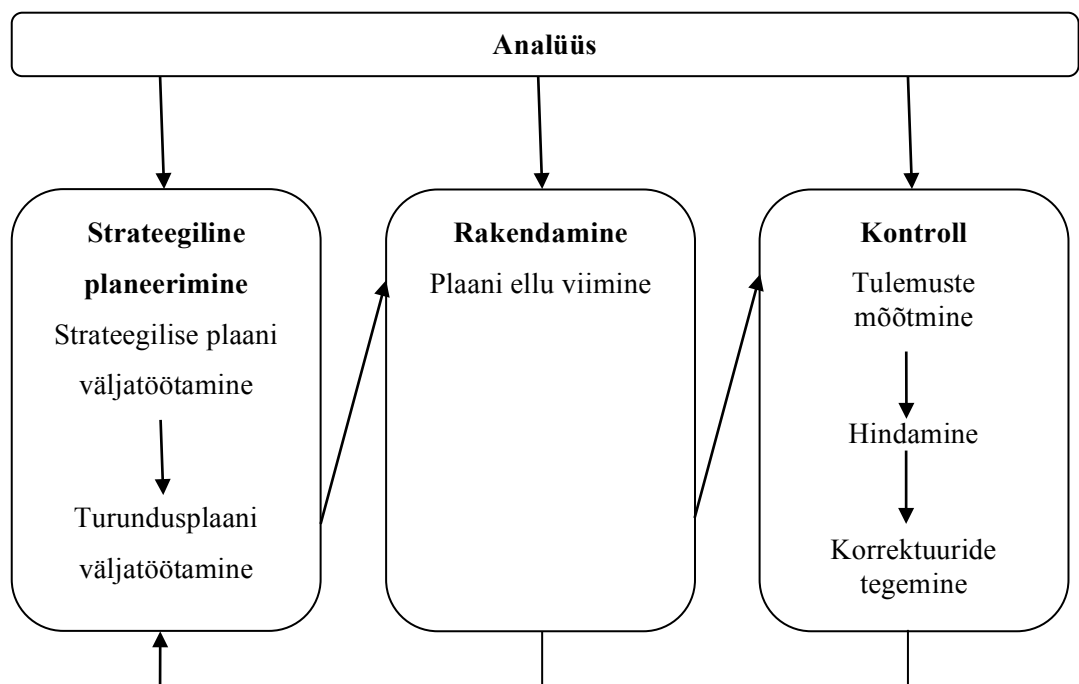 Analüüs
Strateegiline
planeerimine
Strateegilise plaani
väljatöötamine
Turundusplaani
väljatöötamine
Rakendamine
Plaani ellu viimine
Kontroll
Tulemuste
mõõtmine
Hindamine
Korrektuuride
tegemine